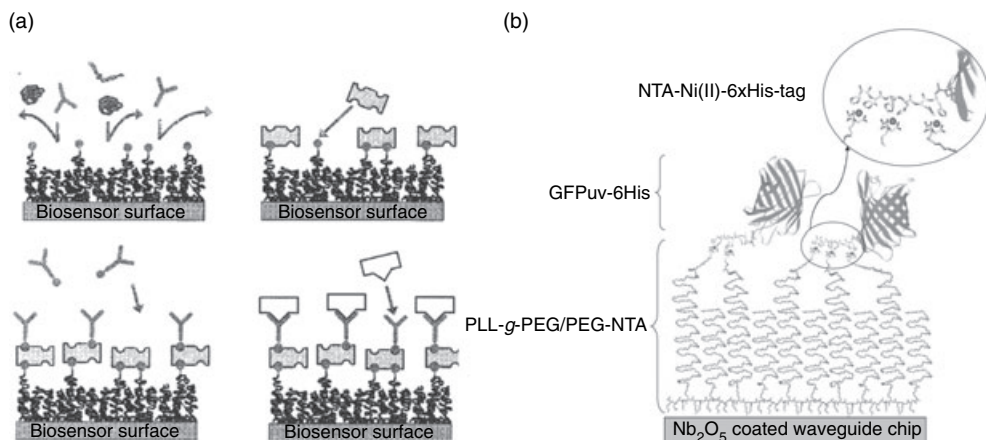 (a)
(b)
Biosensor surface
Biosensor surface
Biosensor surface
Biosensor surface
NTA-Ni(II)-6xHis-tag
GFPuv-6His
PLL-g-PEG/PEG-NTA
Nb₂O₅ coated waveguide chip